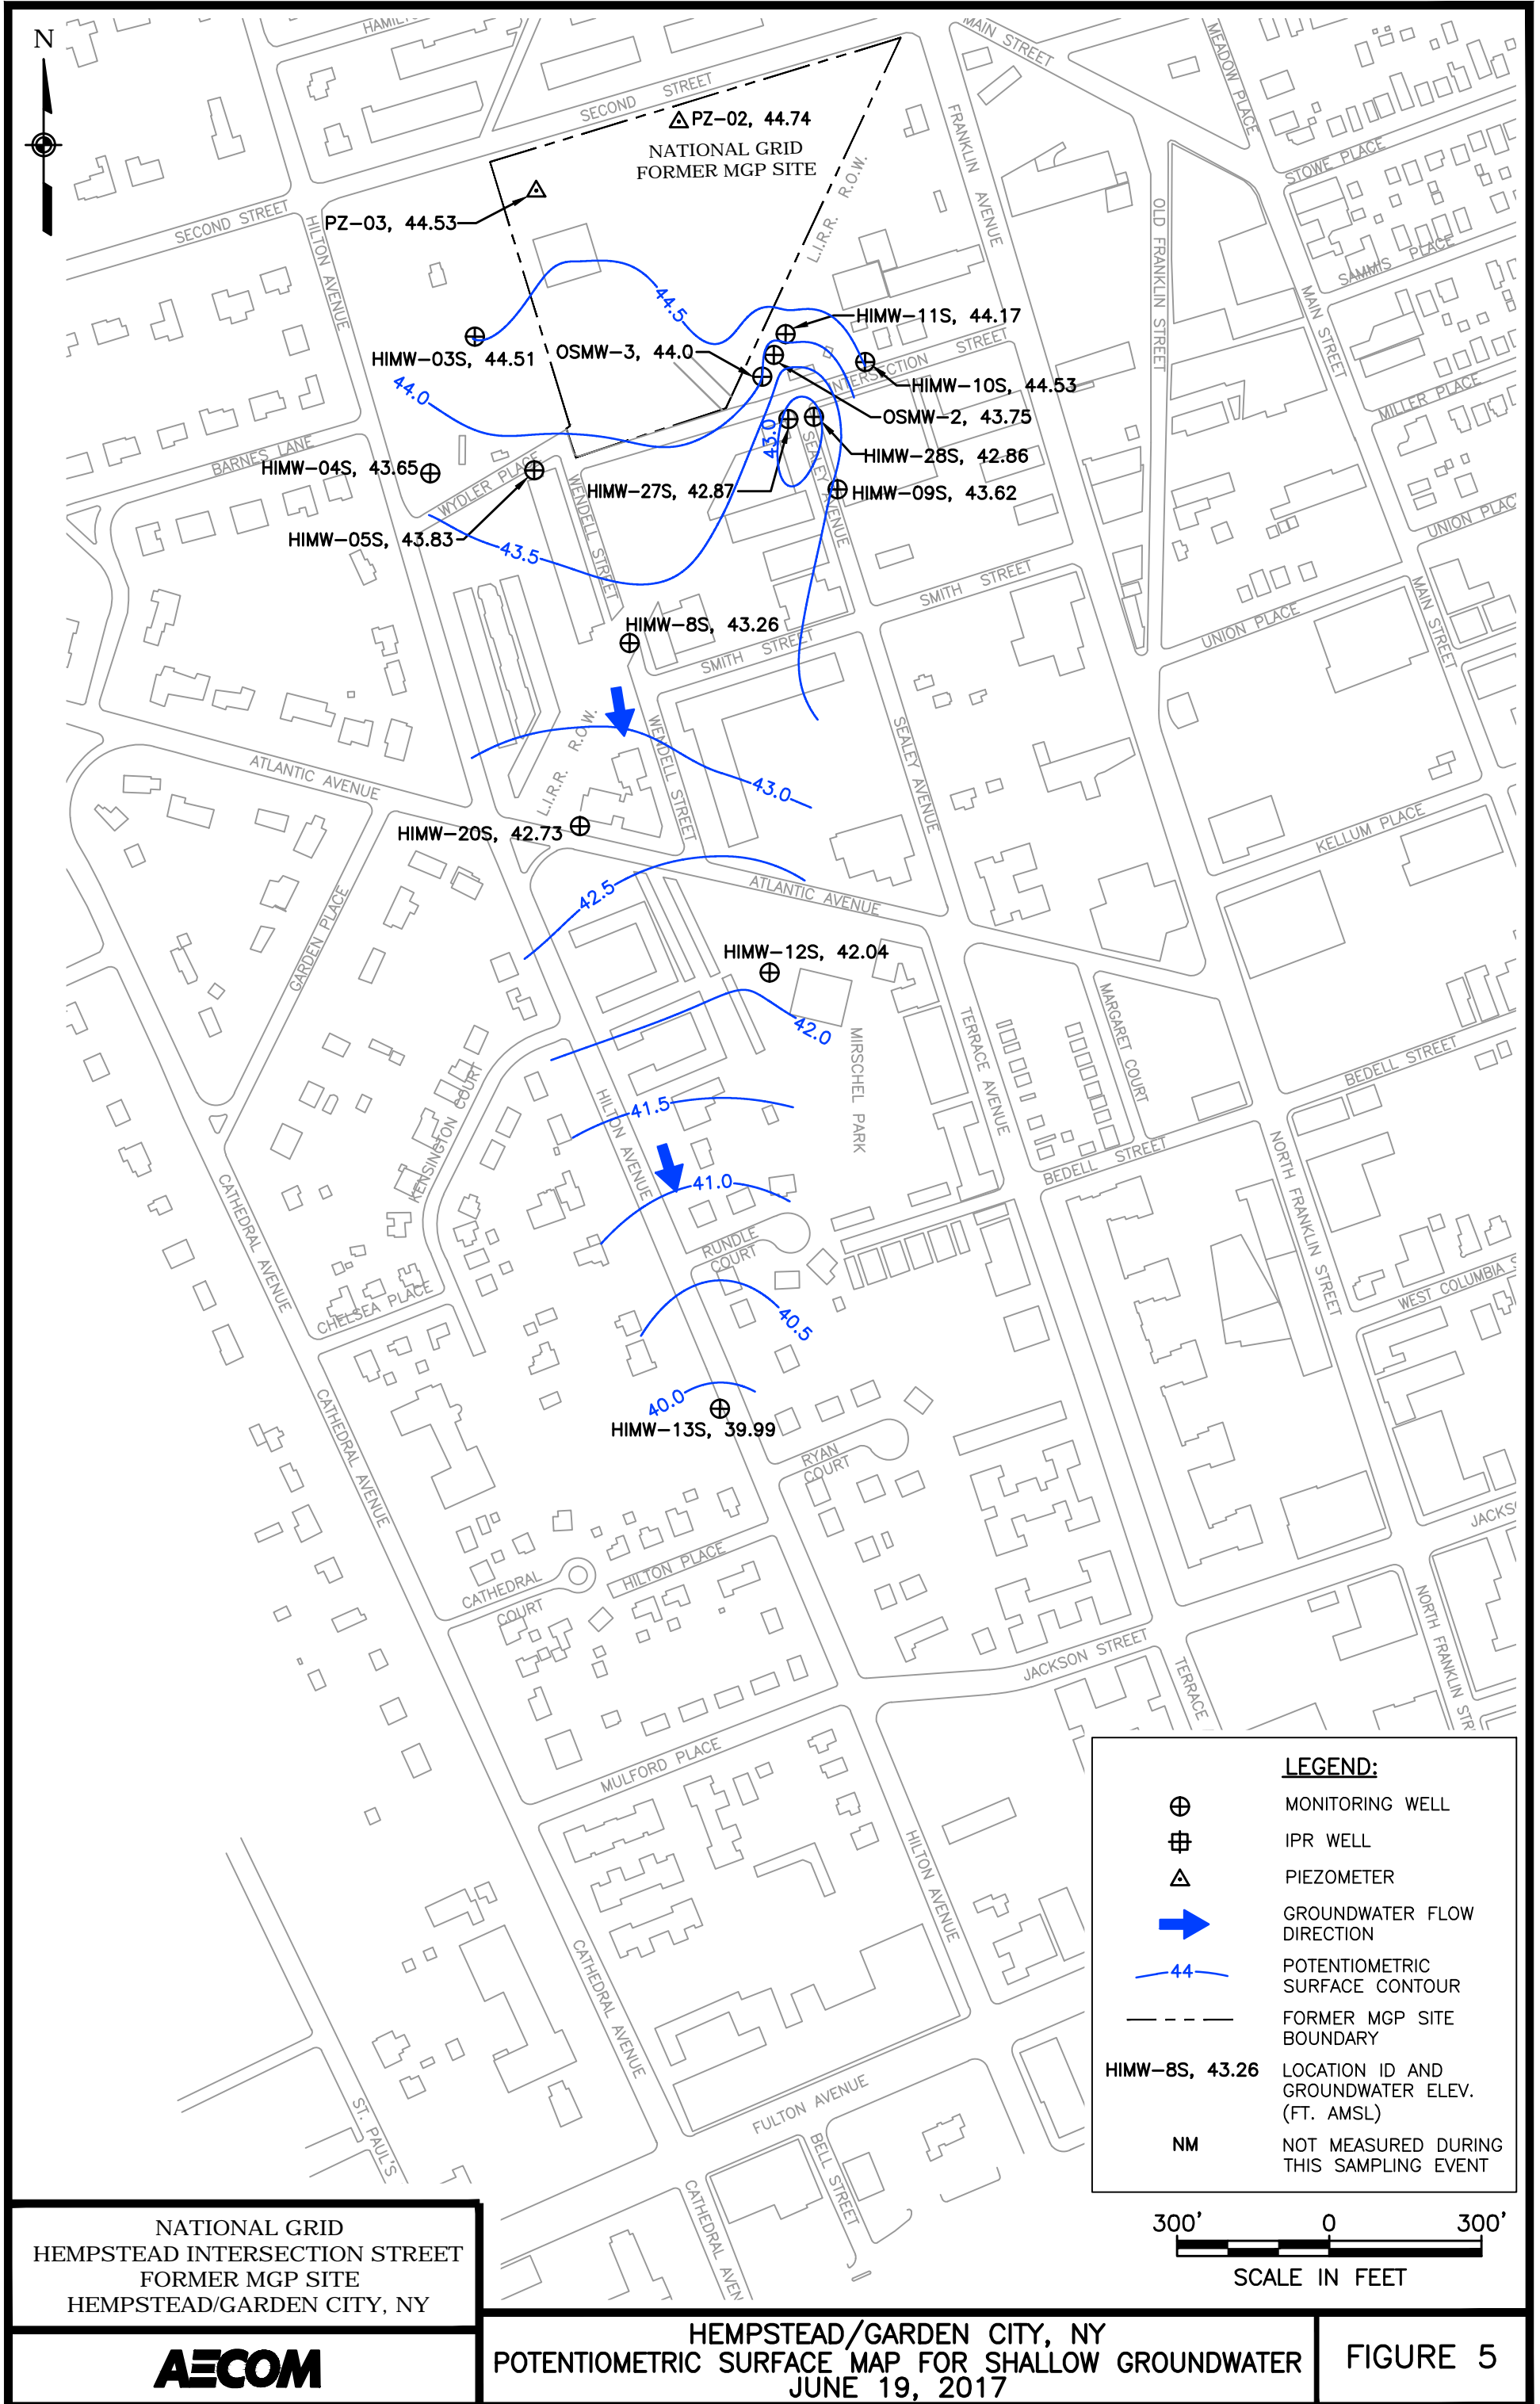 N
HAMIL
MAIN STREET
MEADOW PLACE
SECOND STREET
PZ-02, 44.74
NATIONAL GRID
FORMER MGP SITE
FRANKLIN AVENUE
STOWE PLACE
L.I.R.R. R.O.W.
OLD FRANKLIN STREET
PZ-03, 44.53
SECOND STREET
HILTON AVENUE
SAMMIS PLACE
MAIN STREET
44.5
HIMW-11S, 44.17
HIMW-03S, 44.51
OSMW-3, 44.0
INTERSECTION STREET
HIMW-10S, 44.53
44.0
MILLER PLACE
OSMW-2, 43.75
43.0
SEALEY AVENUE
HIMW-28S, 42.86
BARNES LANE
HIMW-04S, 43.65
HIMW-27S, 42.87
HIMW-09S, 43.62
WYDLER PLACE
WENDELL STREET
UNION PLAC
HIMW-05S, 43.83
43.5
SMITH STREET
UNION PLACE
MAIN STREET
HIMW-8S, 43.26
SMITH STREET
L.I.R.R. R.O.W.
WENDELL STREET
SEALEY AVENUE
ATLANTIC AVENUE
43.0
HIMW-20S, 42.73
KELLUM PLACE
42.5
ATLANTIC AVENUE
GARDEN PLACE
HIMW-12S, 42.04
42.0
MIRSCHEL PARK
TERRACE AVENUE
MARGARET COURT
BEDELL STREET
KENSINGTON COURT
HILTON AVENUE
41.5
BEDELL STREET
NORTH FRANKLIN STREET
CATHEDRAL AVENUE
41.0
RUNDLE
COURT
WEST COLUMBIA S
CHELSEA PLACE
40.5
40.0
HIMW-13S, 39.99
CATHEDRAL AVENUE
RYAN
COURT
JACKS
HILTON PLACE
CATHEDRAL
COURT
NORTH FRANKLIN STR
JACKSON STREET
TERRACE
MULFORD PLACE
HILTON AVENUE
CATHEDRAL AVENUE
ST. PAUL'S
FULTON AVENUE
BELL STREET
CATHEDRAL AVEN
LEGEND:
MONITORING WELL
IPR WELL
PIEZOMETER
GROUNDWATER FLOW
DIRECTION
44
POTENTIOMETRIC
SURFACE CONTOUR
FORMER MGP SITE
BOUNDARY
HIMW-8S, 43.26
LOCATION ID AND
GROUNDWATER ELEV.
(FT. AMSL)
NM
NOT MEASURED DURING
THIS SAMPLING EVENT
300' 0 300'
SCALE IN FEET
NATIONAL GRID
HEMPSTEAD INTERSECTION STREET
FORMER MGP SITE
HEMPSTEAD/GARDEN CITY, NY
AECOM
HEMPSTEAD/GARDEN CITY, NY
POTENTIOMETRIC SURFACE MAP FOR SHALLOW GROUNDWATER
JUNE 19, 2017
FIGURE 5